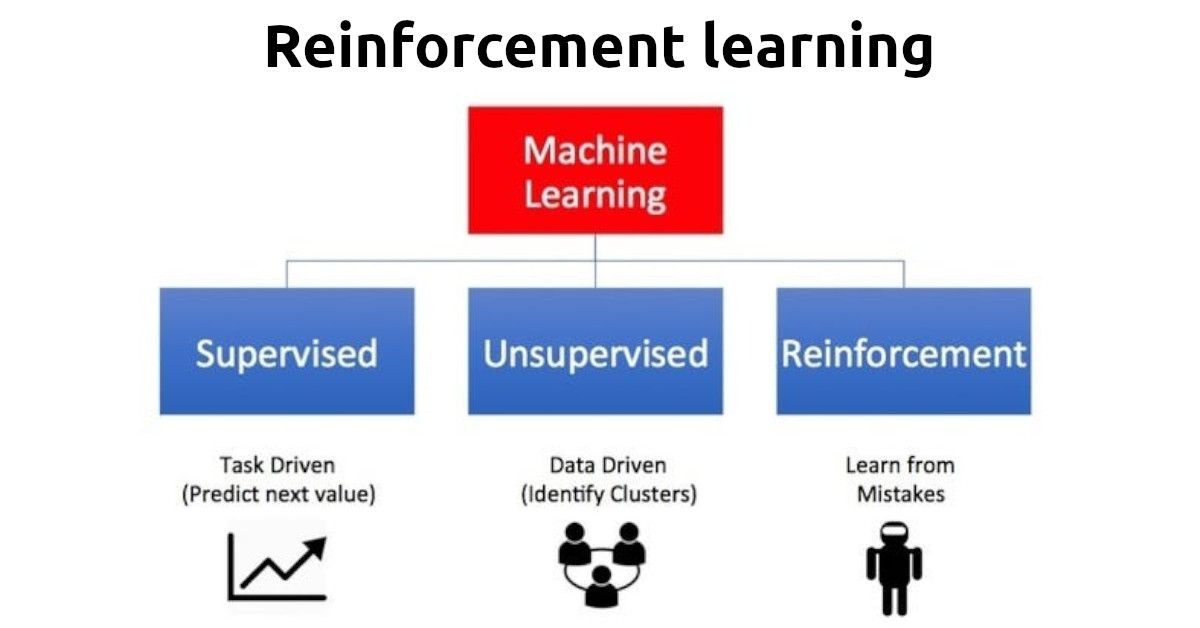 Reinforcement learning
Machine
Learning
Supervised
Unsupervised
Reinforcement
Task Driven
(Predict next value)
Data Driven
(Identify Clusters)
Learn from
Mistakes